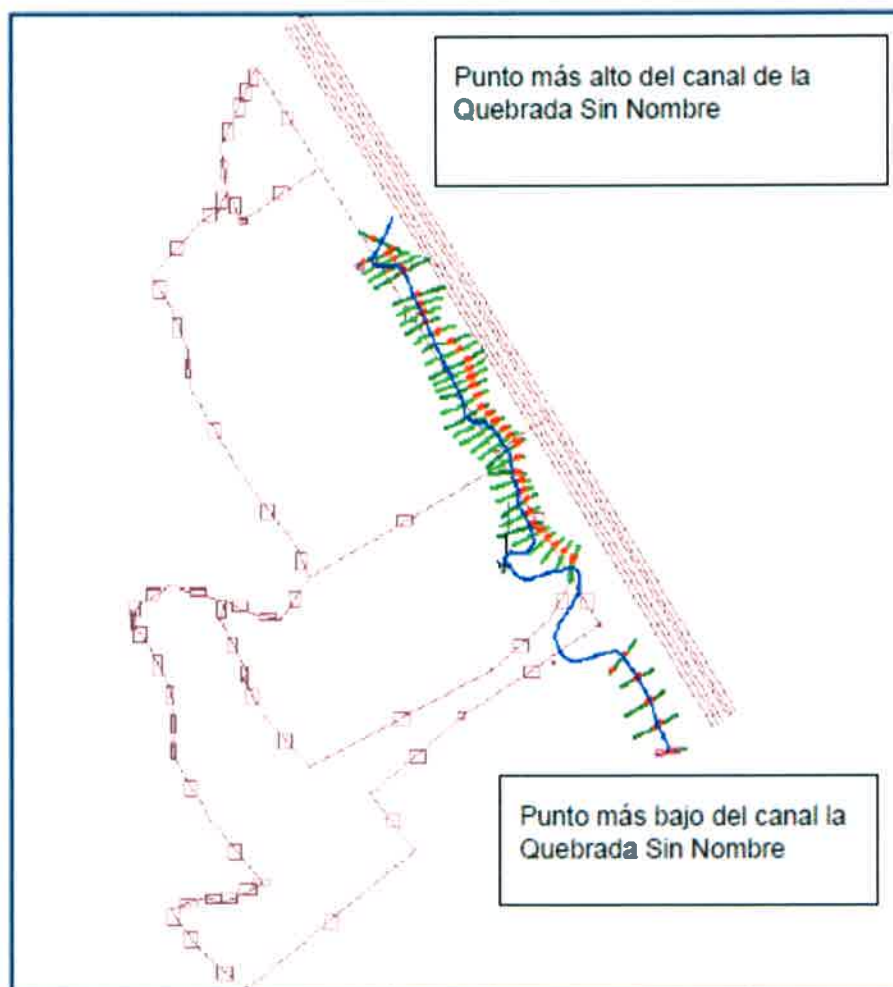 Punto más alto del canal de la
Quebrada Sin Nombre
Punto más bajo del canal la
Quebrada Sin Nombre